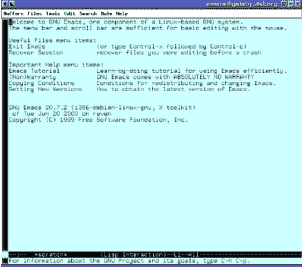 emacs@gatsby.dsl.org
Buffers Files Tools Edit Search Mule Help
Welcome to GNU Emacs, one component of a Linux-based GNU system.
The menu bar and scroll bar are sufficient for basic editing with the mouse.
Useful Files menu items:
Exit Emacs (or type Control-x followed by Control-c)
Recover Session recover files you were editing before a crash
Important Help menu items:
Emacs Tutorial Learn-by-doing tutorial for using Emacs efficiently.
(Non)Warranty GNU Emacs comes with ABSOLUTELY NO WARRANTY
Copying Conditions Conditions for redistributing and changing Emacs.
Getting New Versions How to obtain the latest version of Emacs.
GNU Emacs 20.7.2 (i386-debian-linux-gnu, X toolkit)
of Tue Jun 20 2000 on raven
Copyright (C) 1999 Free Software Foundation, Inc.
*scratch* (Lisp Interaction)--L1--All
For information about the GNU Project and its goals, type C-h C-p.